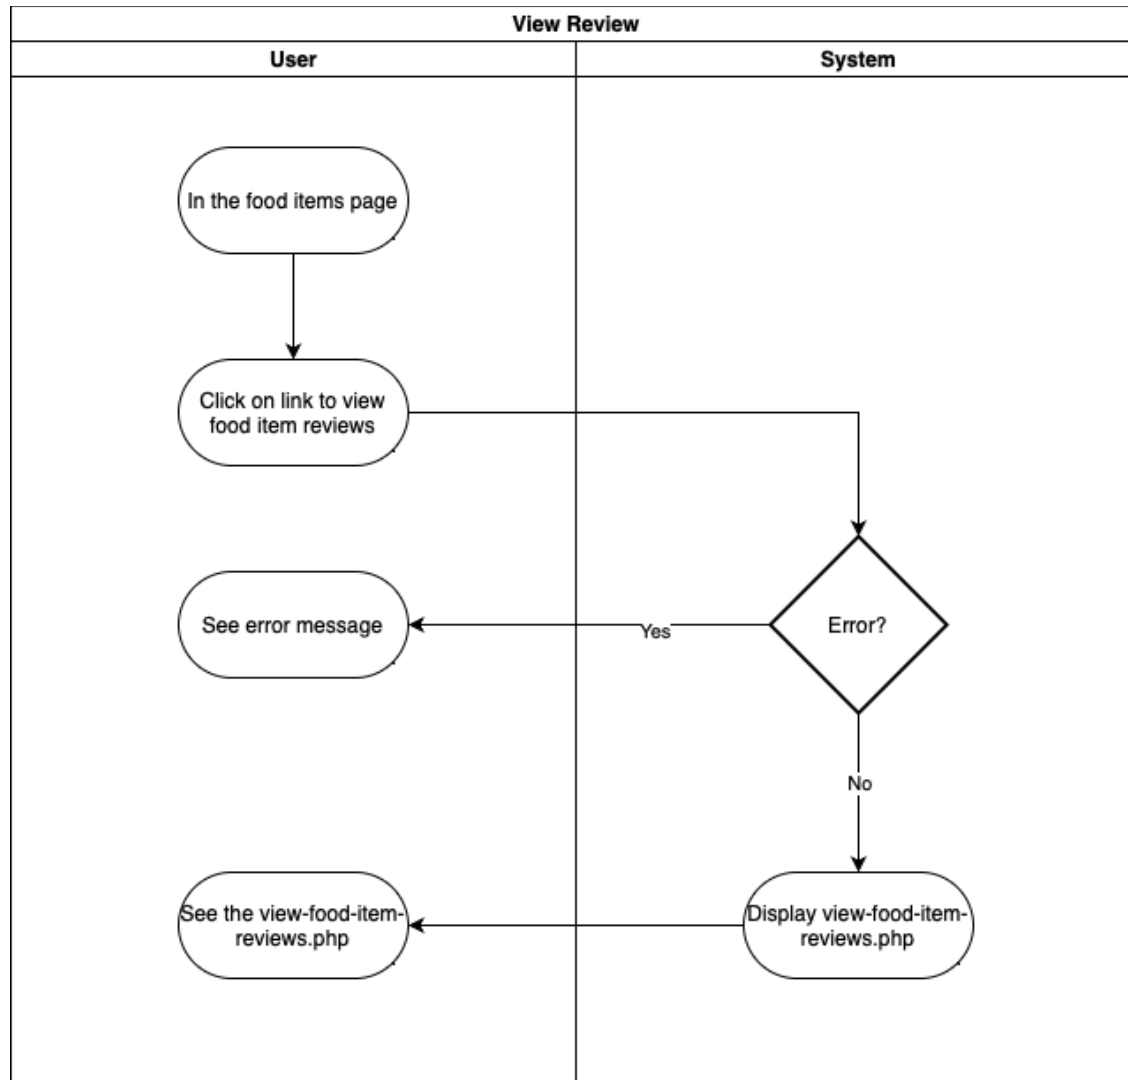 View Review
User
System
In the food items page
Click on link to view
food item reviews
See error message
Yes
Error?
No
See the view-food-item-
reviews.php
Display view-food-item-
reviews.php